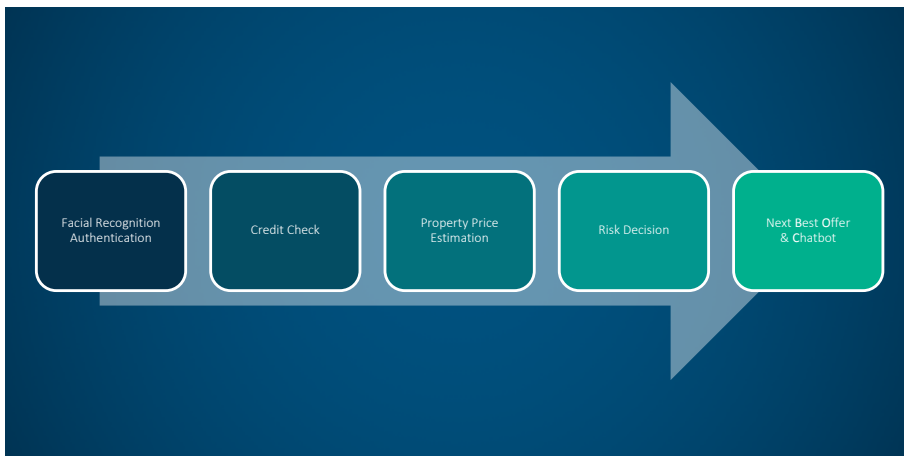 Facial Recognition
Authentication
Credit Check
Property Price
Estimation
Risk Decision
Next Best Offer
& Chatbot